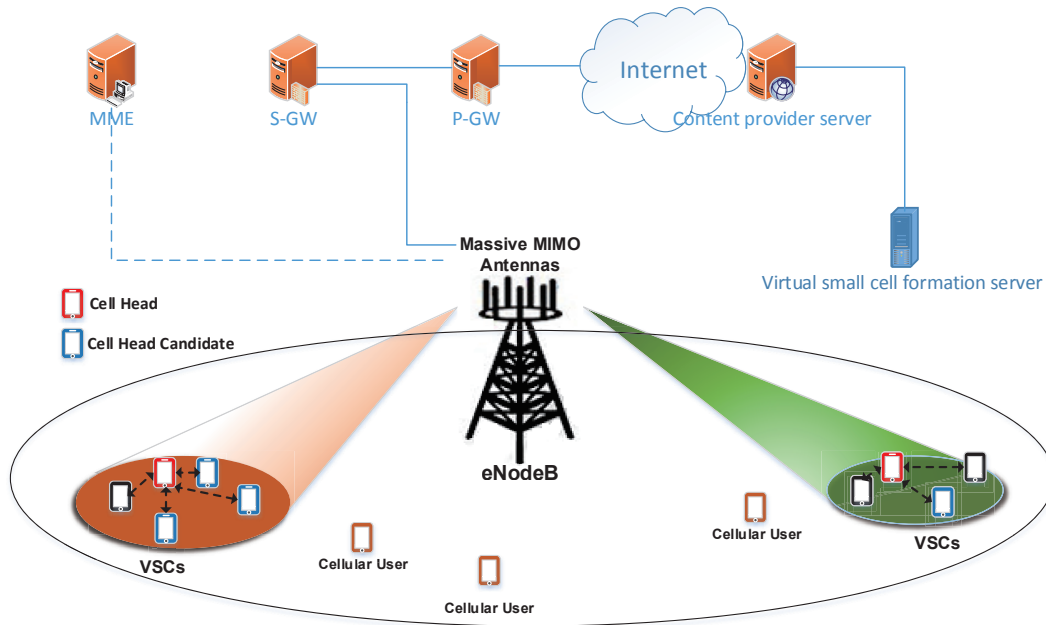 Internet
MME
S-GW
P-GW
Content provider server
Massive MIMO
Antennas
Virtual small cell formation server
Cell Head
Cell Head Candidate
eNodeB
VSCs
Cellular User
Cellular User
Cellular User
VSCs